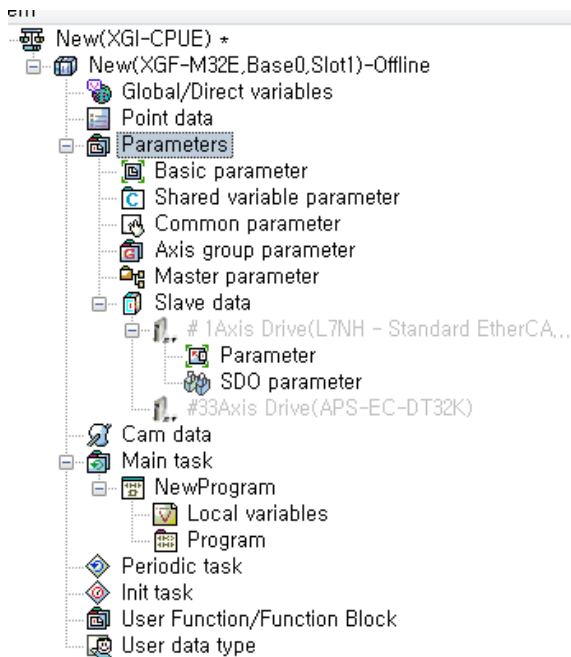 New(XGI-CPUE) *
New(XGF-M32E,Base0,Slot1)-Offline
Global/Direct variables
Point data
Parameters
Basic parameter
Shared variable parameter
Common parameter
Axis group parameter
Master parameter
Slave data
# 1Axis Drive(L7NH - Standard EtherCA...
Parameter
SDO parameter
#33Axis Drive(APS-EC-DT32K)
Cam data
Main task
NewProgram
Local variables
Program
Periodic task
Init task
User Function/Function Block
User data type